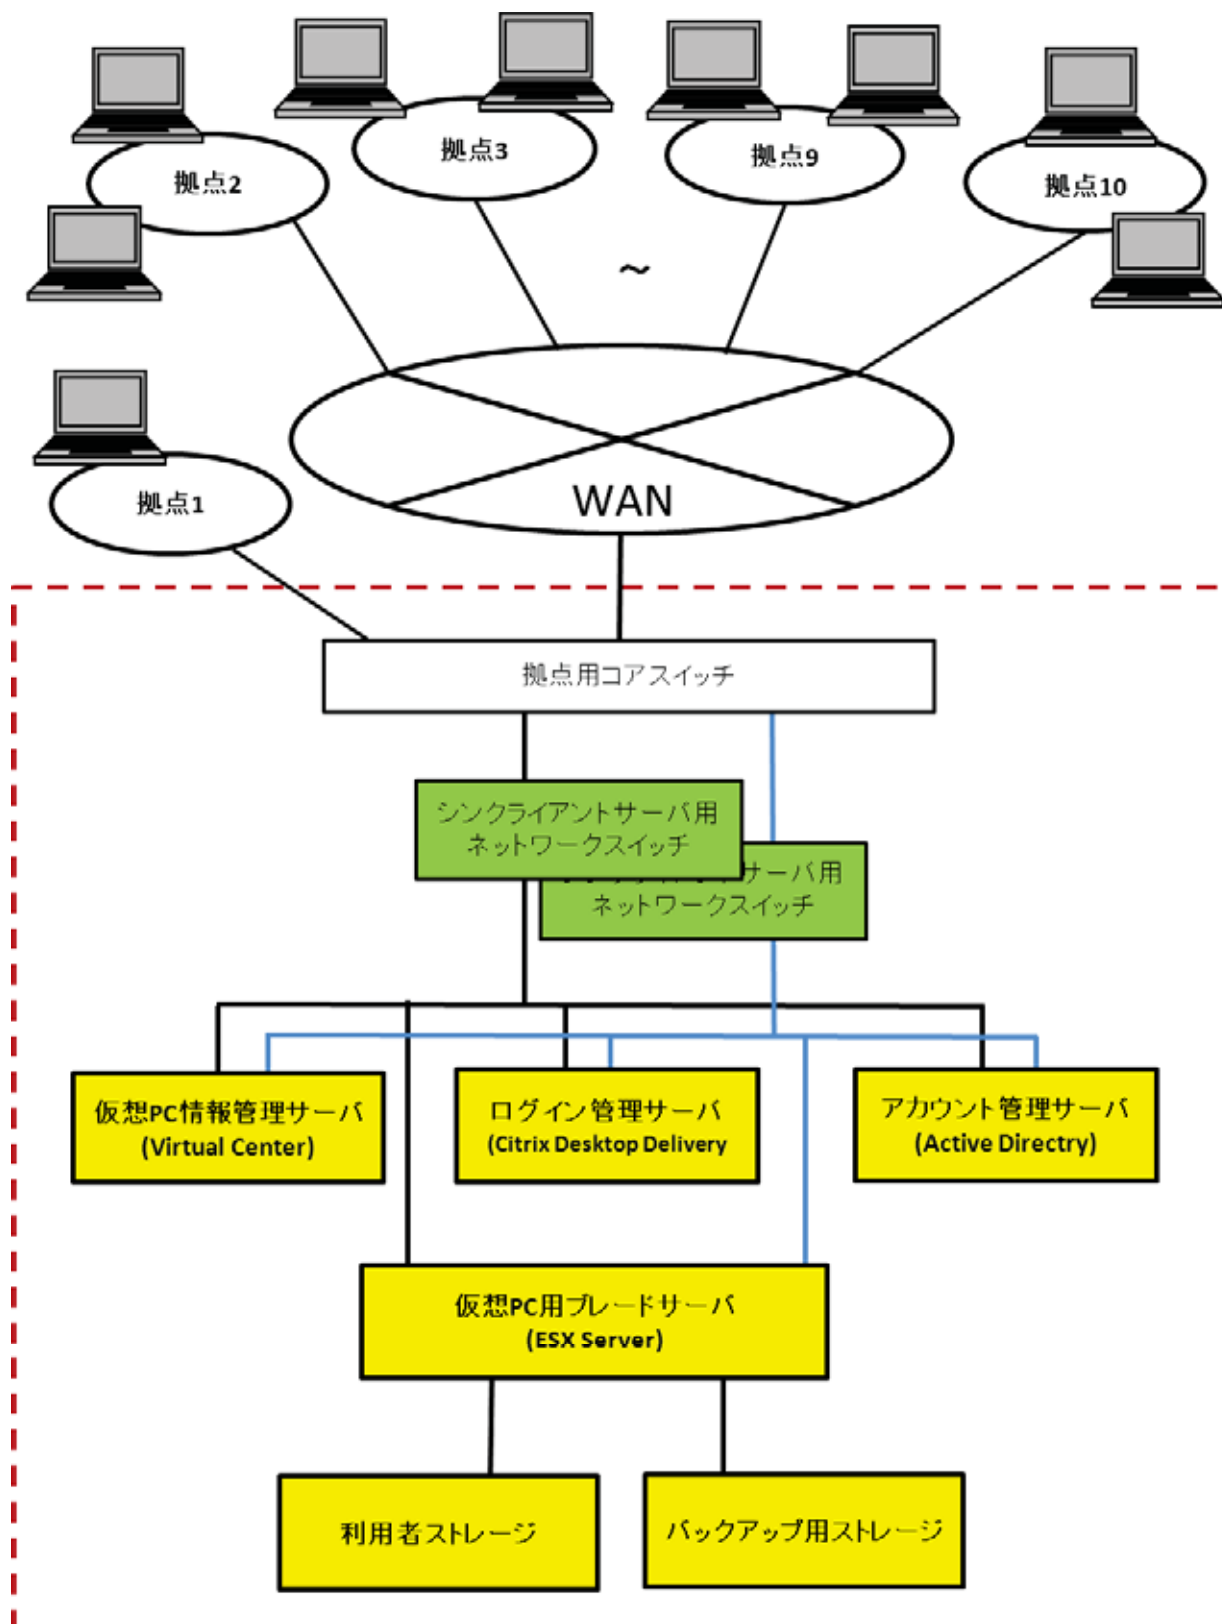 拠点3
拠点9
拠点2
拠点10
~
WAN
拠点1
拠点用コアスイッチ
シンクライアントサーバ用
ネットワークスイッチ
サーバ用
ネットワークスイッチ
仮想PC情報管理サーバ
(Virtual Center)
ログイン管理サーバ
(Citrix Desktop Delivery
アカウント管理サーバ
(Active Directry)
仮想PC用ブレードサーバ
(ESX Server)
利用者ストレージ
バックアップ用ストレージ